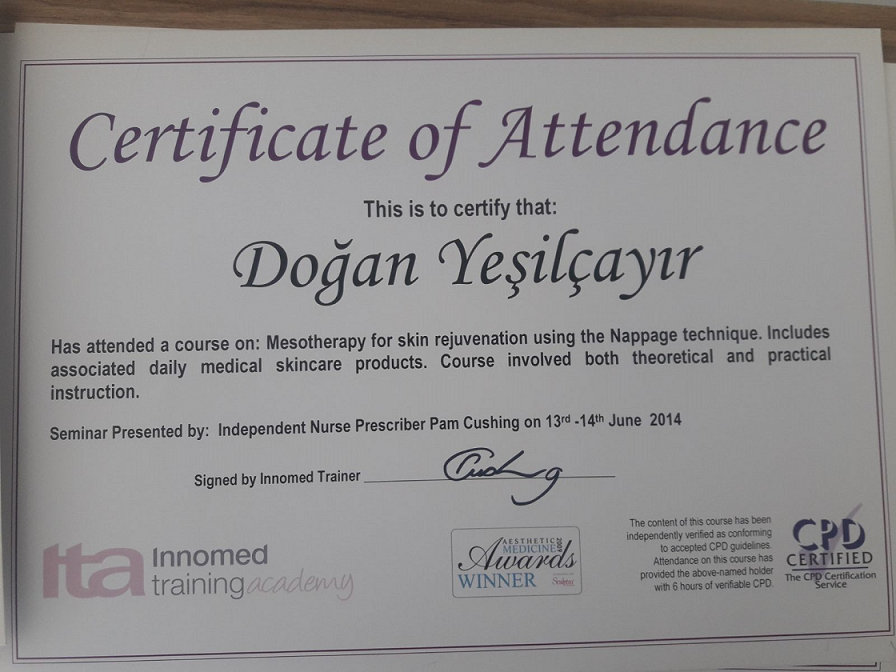 Certificate of Attendance
This is to certify that:
Doğan Yeşilçayır
Has attended a course on: Mesotherapy for skin rejuvenation using the Nappage technique. Includes
associated daily medical skincare products. Course involved both theoretical and practical
instruction.
Seminar Presented by: Independent Nurse Prescriber Pam Cushing on 13rd -14th June 2014
Signed by Innomed Trainer
ita Innomed
training academy
AESTHETIC
MEDICINE
Awards
WINNER
The content of this course has been
independently verified as conforming
to accepted CPD guidelines.
Attendance on this course has
provided the above-named holder
with 6 hours of verifiable CPD.
CPD
CERTIFIED
The CPD Certification
Service